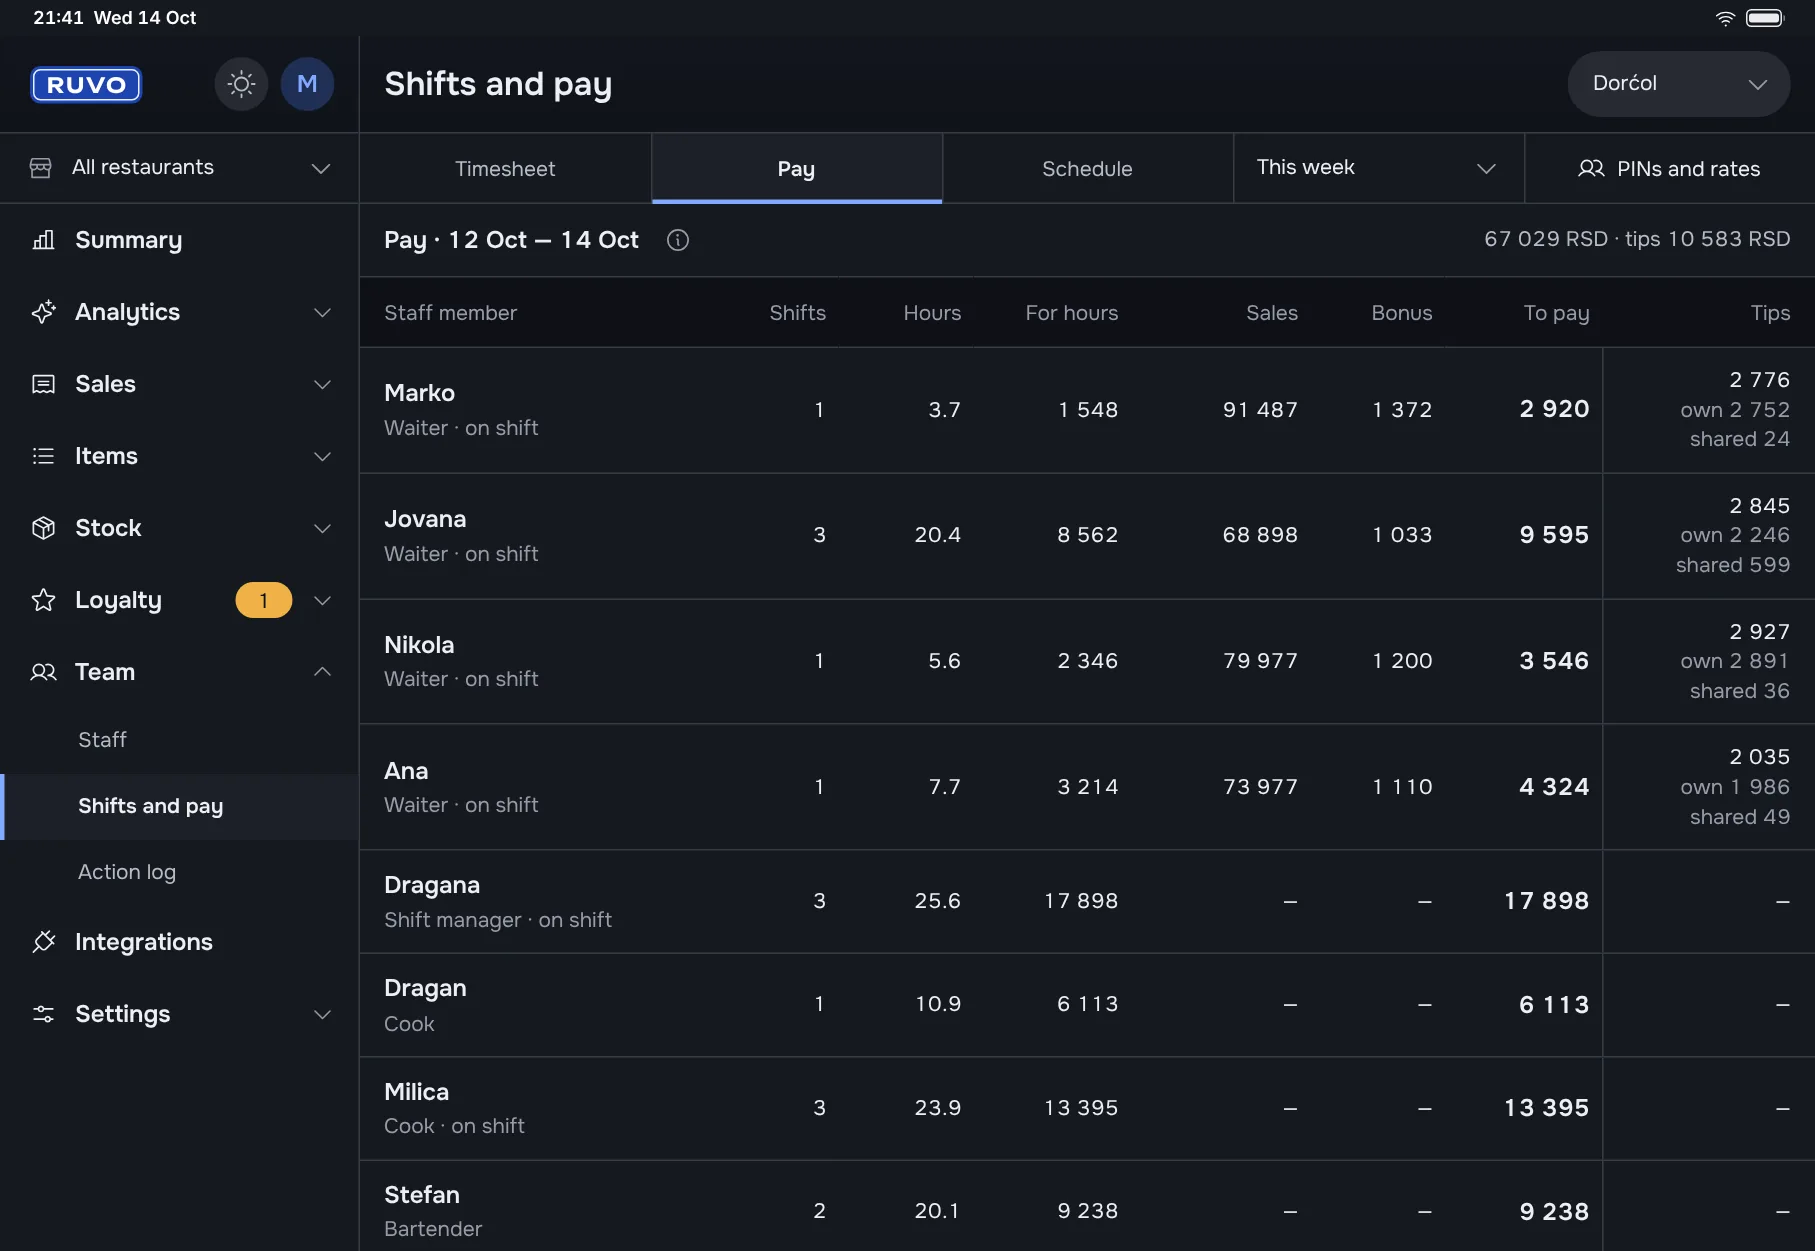 21:41 Wed 14 Oct
RUVO
M
Shifts and pay
Dorćol
All restaurants
Timesheet
Pay
Schedule
This week
PINs and rates
Summary
Analytics
Sales
Items
Stock
Loyalty
1
Team
Staff
Shifts and pay
Action log
Integrations
Settings
Pay · 12 Oct — 14 Oct
67 029 RSD · tips 10 583 RSD
Staff member Shifts Hours For hours Sales Bonus To pay Tips
Marko
Waiter · on shift
1 3.7 1 548 91 487 1 372 2 920
2 776
own 2 752
shared 24
Jovana
Waiter · on shift
3 20.4 8 562 68 898 1 033 9 595
2 845
own 2 246
shared 599
Nikola
Waiter · on shift
1 5.6 2 346 79 977 1 200 3 546
2 927
own 2 891
shared 36
Ana
Waiter · on shift
1 7.7 3 214 73 977 1 110 4 324
2 035
own 1 986
shared 49
Dragana
Shift manager · on shift
3 25.6 17 898 – – 17 898 –
Dragan
Cook
1 10.9 6 113 – – 6 113 –
Milica
Cook · on shift
3 23.9 13 395 – – 13 395 –
Stefan
Bartender
2 20.1 9 238 – – 9 238 –